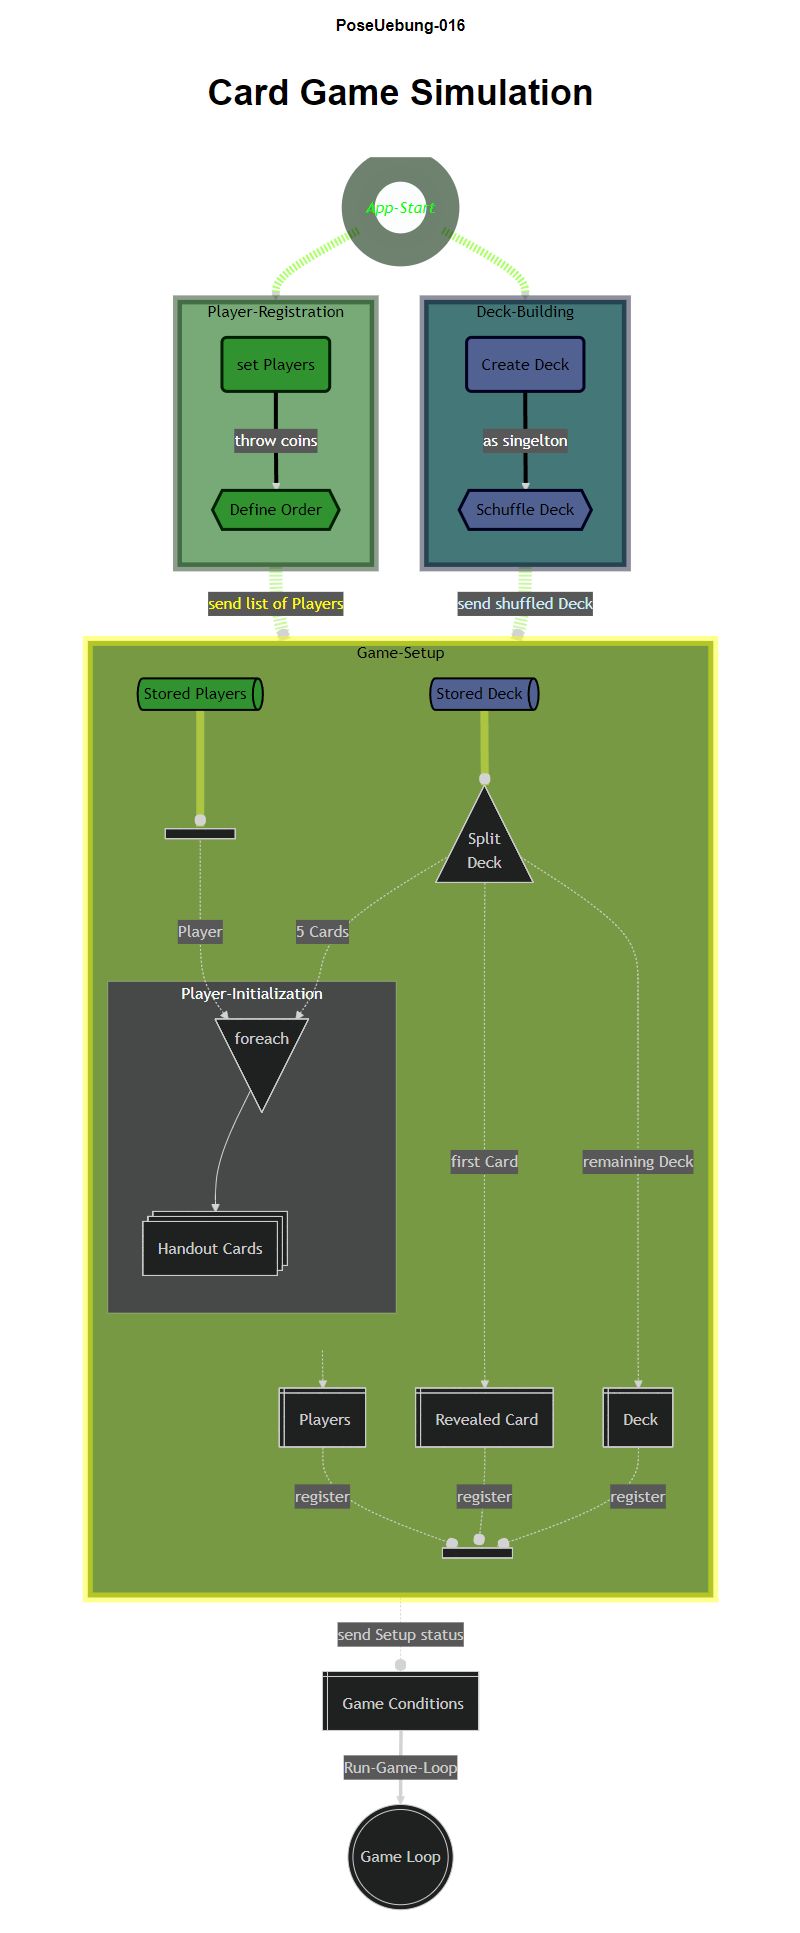 PoseUebung-016
Card Game Simulation
App-Start
Player-Registration
Deck-Building
set Players
Create Deck
throw coins
as singelton
Define Order
Schuffle Deck
send list of Players
send shuffled Deck
Game-Setup
Stored Players
Stored Deck
Split
Deck
Player
5 Cards
Player-Initialization
foreach
first Card
remaining Deck
Handout Cards
Players
Revealed Card
Deck
register
register
register
send Setup status
Game Conditions
Run-Game-Loop
Game Loop